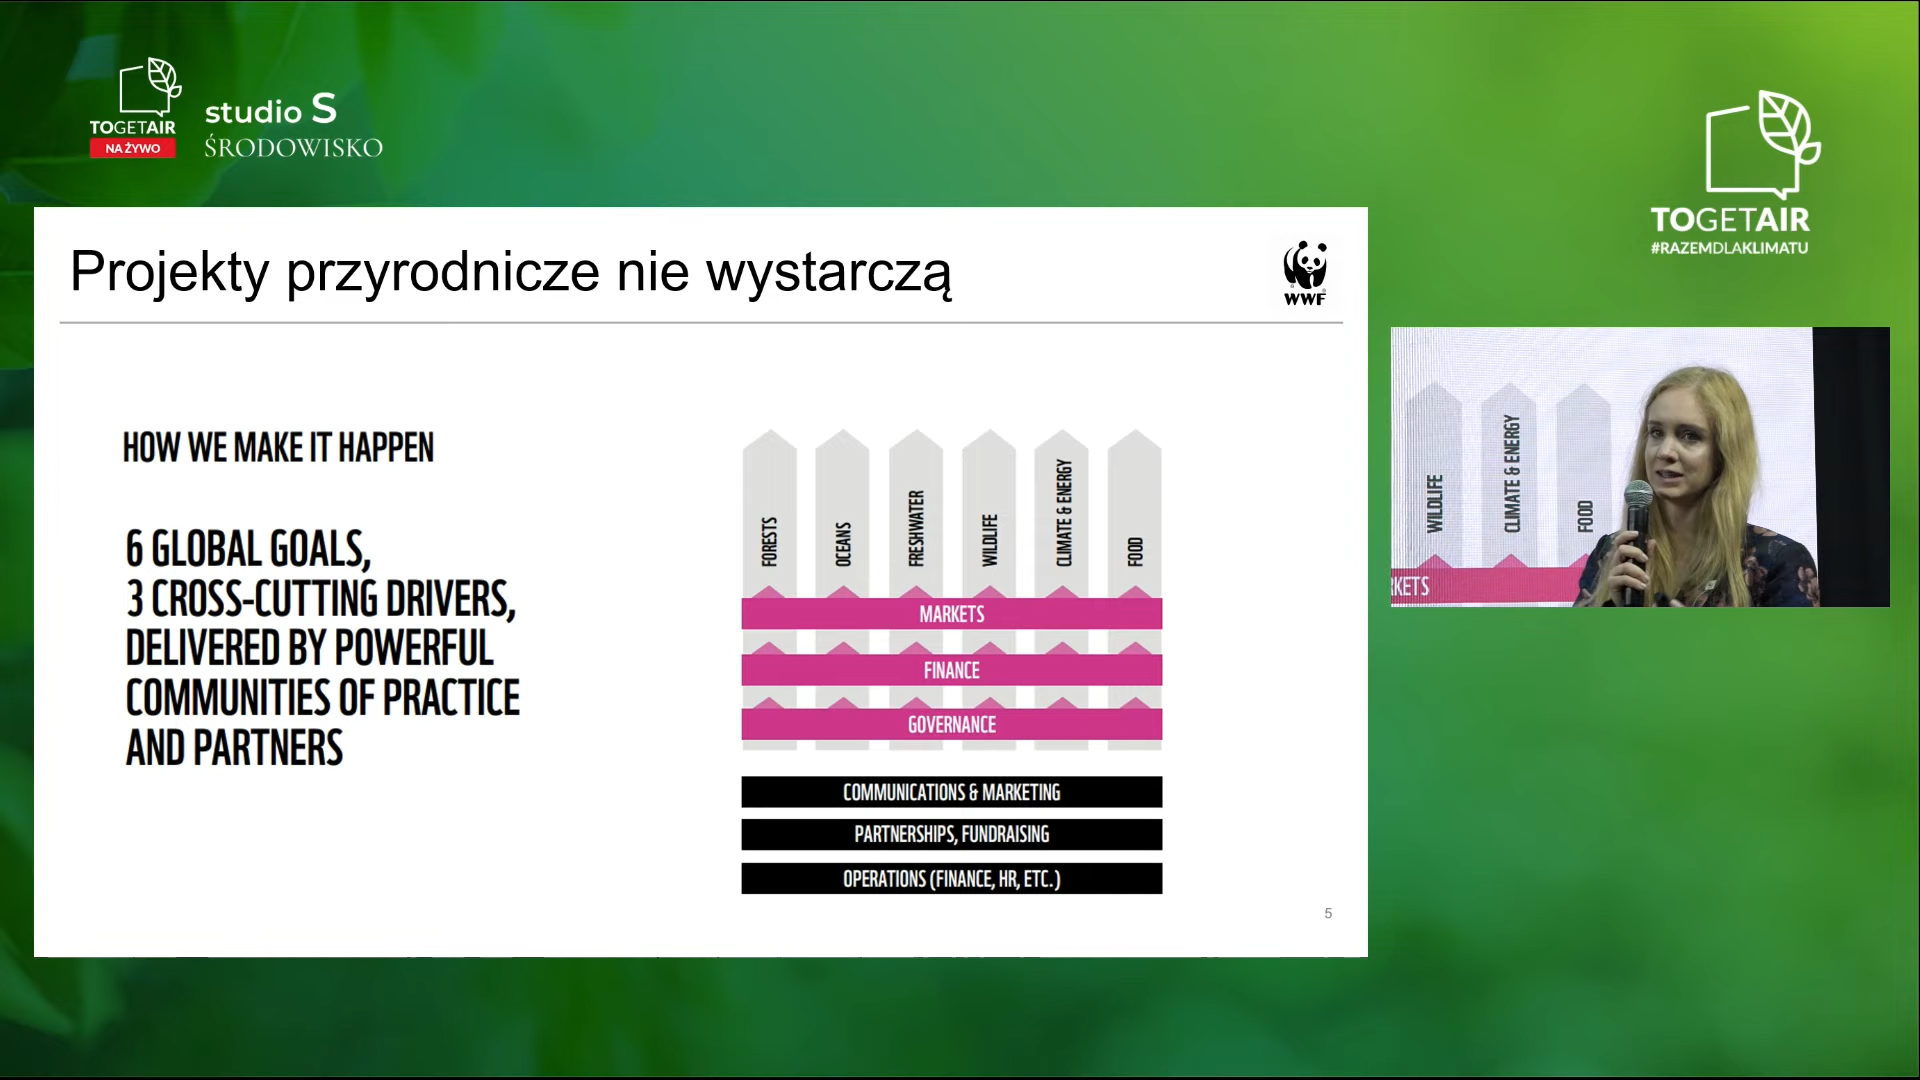 TOGETAIR
NA ŻYWO
studio S
ŚRODOWISKO
TOGETAIR
#RAZEMDLAKLIMATU
Projekty przyrodnicze nie wystarczą
WWF
HOW WE MAKE IT HAPPEN
6 GLOBAL GOALS,
3 CROSS-CUTTING DRIVERS,
DELIVERED BY POWERFUL
COMMUNITIES OF PRACTICE
AND PARTNERS
FORESTS
OCEANS
FRESHWATER
WILDLIFE
CLIMATE & ENERGY
FOOD
MARKETS
FINANCE
GOVERNANCE
COMMUNICATIONS & MARKETING
PARTNERSHIPS, FUNDRAISING
OPERATIONS (FINANCE, HR, ETC.)
5
WILDLIFE
CLIMATE & ENERGY
FOOD
RKETS